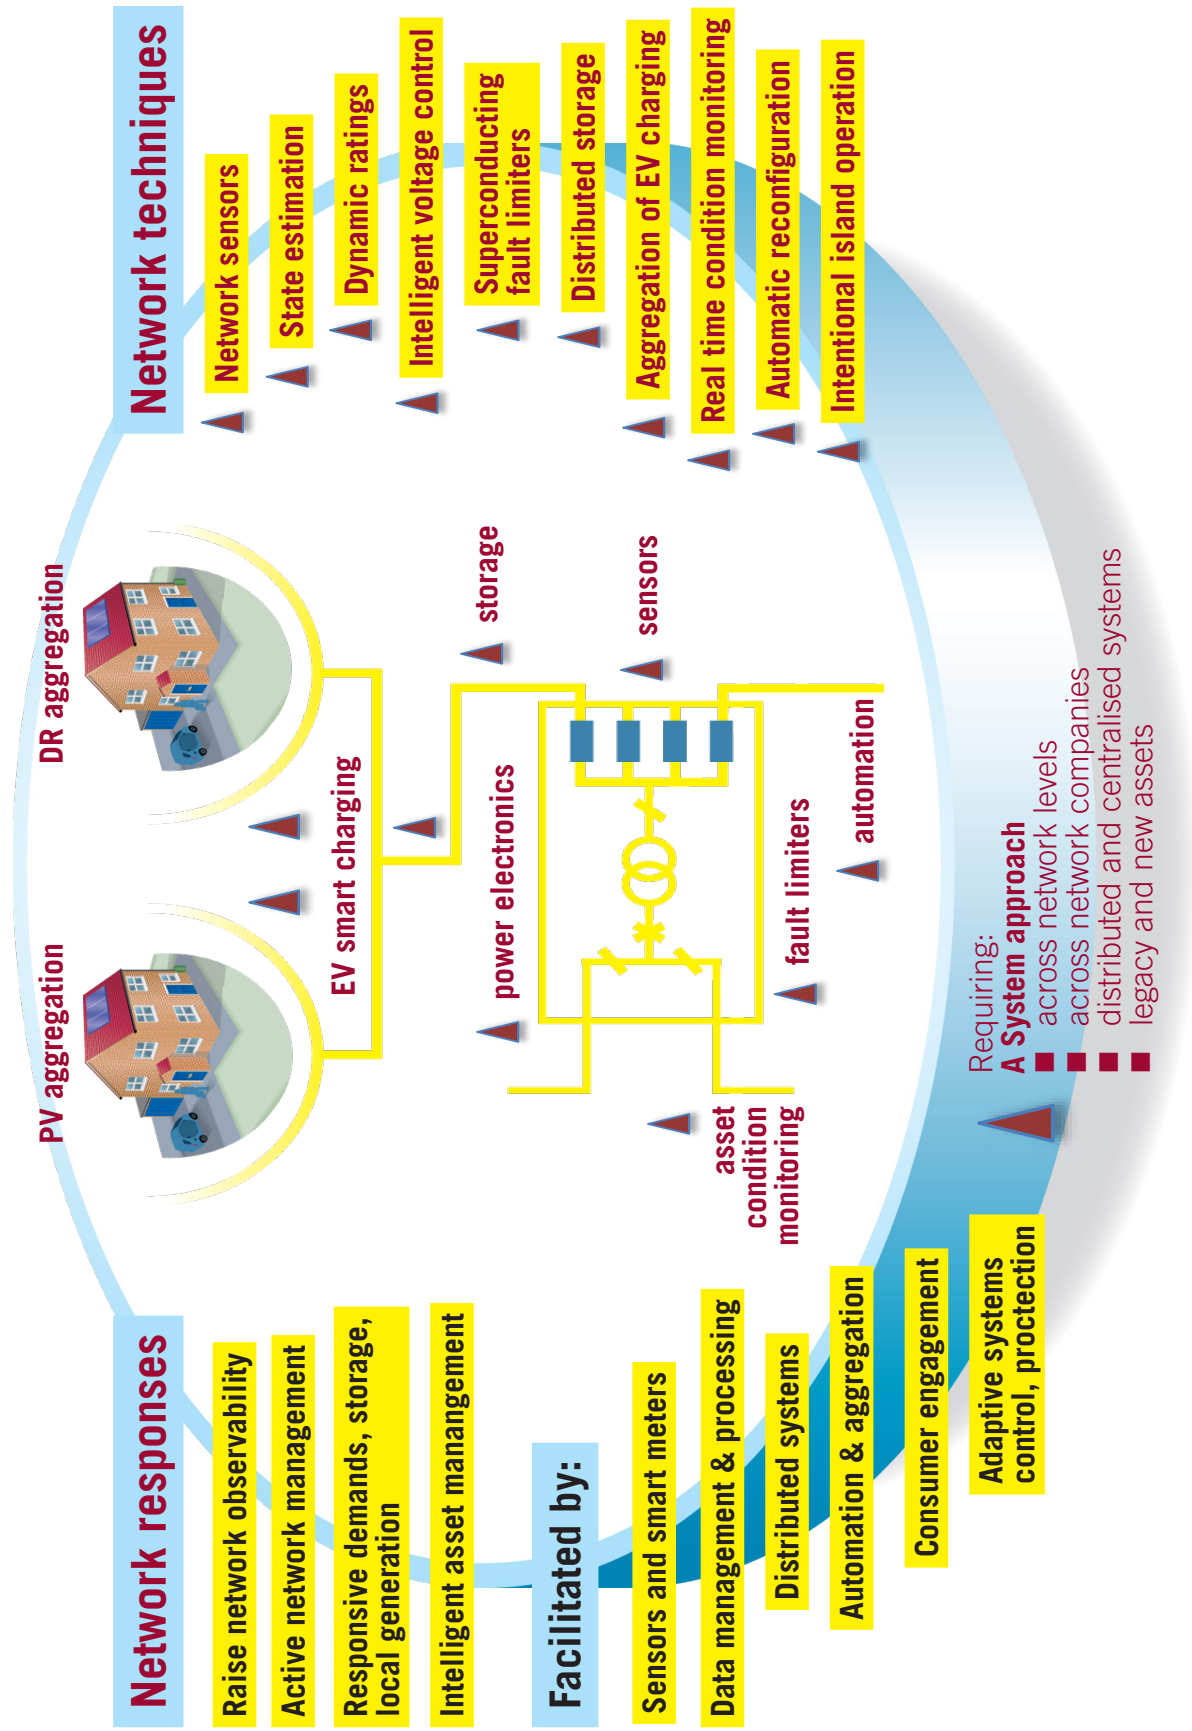 Network responses
Raise network observability
Active network management
Responsive demands, storage,
local generation
Intelligent asset manangement
Facilitated by:
Sensors and smart meters
Data management & processing
Distributed systems
Automation & aggregation
Consumer engagement
Adaptive systems
control, proctection
PV aggregation
DR aggregation
EV smart charging
power electronics
storage
sensors
asset
condition
monitoring
fault limiters
automation
Requiring:
A System approach
across network levels
across network companies
distributed and centralised systems
legacy and new assets
Network techniques
Network sensors
State estimation
Dynamic ratings
Intelligent voltage control
Superconducting
fault limiters
Distributed storage
Aggregation of EV charging
Real time condition monitoring
Automatic reconfiguration
Intentional island operation